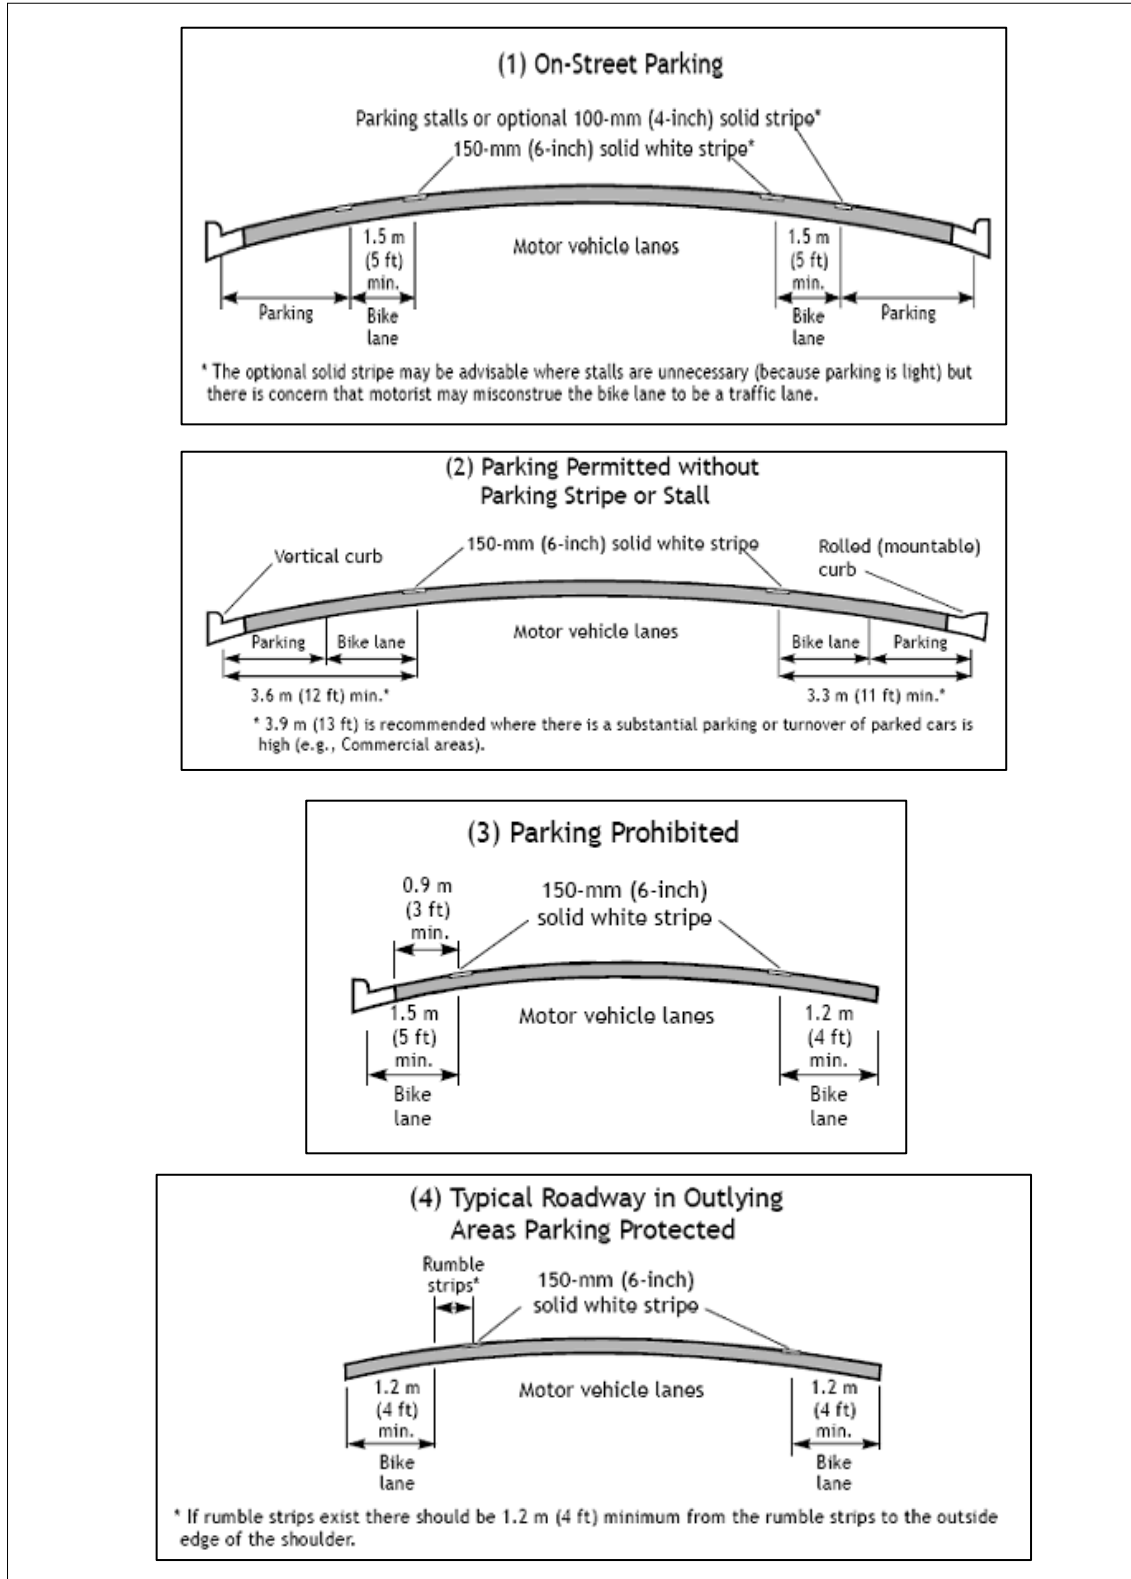 (1) On-Street Parking
Parking stalls or optional 100-mm (4-inch) solid stripe*
150-mm (6-inch) solid white stripe*
1.5 m
(5 ft)
min.
Motor vehicle lanes
1.5 m
(5 ft)
min.
Parking
Bike
lane
Bike
lane
Parking
* The optional solid stripe may be advisable where stalls are unnecessary (because parking is light) but
there is concern that motorist may misconstrue the bike lane to be a traffic lane.
(2) Parking Permitted without
Parking Stripe or Stall
Vertical curb
150-mm (6-inch) solid white stripe
Rolled (mountable)
curb
Parking
Bike lane
Motor vehicle lanes
Bike lane
Parking
3.6 m (12 ft) min.*
3.3 m (11 ft) min.*
* 3.9 m (13 ft) is recommended where there is a substantial parking or turnover of parked cars is
high (e.g., Commercial areas).
(3) Parking Prohibited
0.9 m
(3 ft)
min.
150-mm (6-inch)
solid white stripe
1.5 m
(5 ft)
min.
Motor vehicle lanes
1.2 m
(4 ft)
min.
Bike
lane
Bike
lane
(4) Typical Roadway in Outlying
Areas Parking Protected
Rumble
strips*
150-mm (6-inch)
solid white stripe
1.2 m
(4 ft)
min.
Motor vehicle lanes
1.2 m
(4 ft)
min.
Bike
lane
Bike
lane
* If rumble strips exist there should be 1.2 m (4 ft) minimum from the rumble strips to the outside
edge of the shoulder.